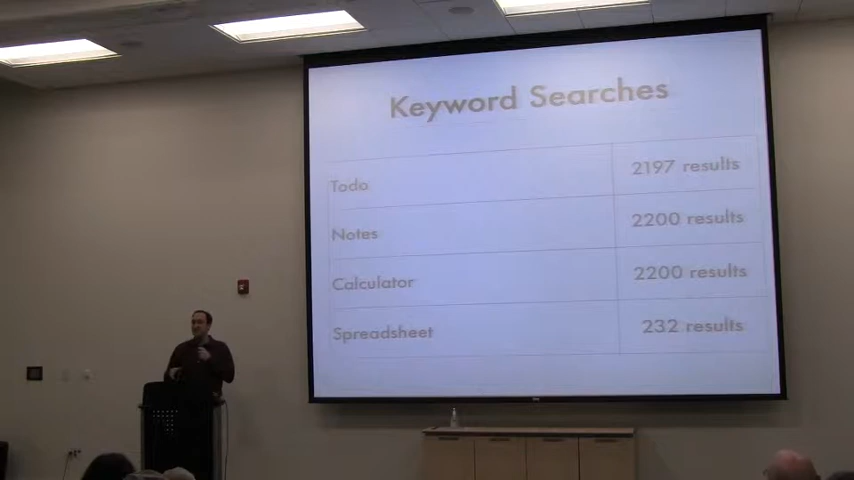 Keyword Searches
Todo 2197 results
Notes 2200 results
Calculator 2200 results
Spreadsheet 232 results